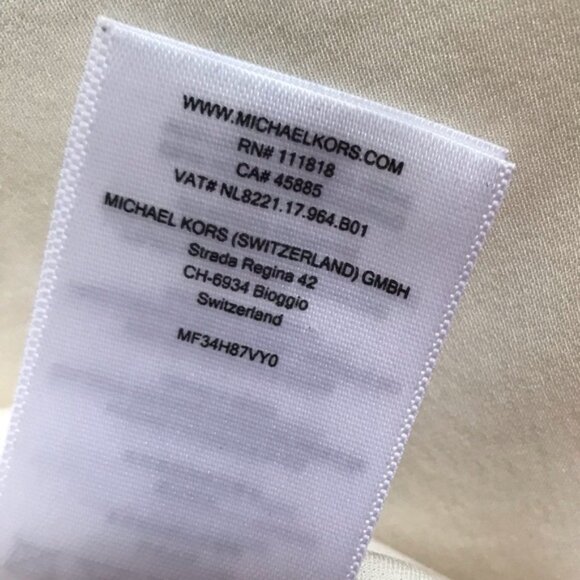 WWW.MICHAELKORS.COM
RN# 111818
CA# 45885
VAT# NL8221.17.964.B01
MICHAEL KORS (SWITZERLAND) GMBH
Strada Regina 42
CH-6934 Bioggio
Switzerland
MF34H87VY0